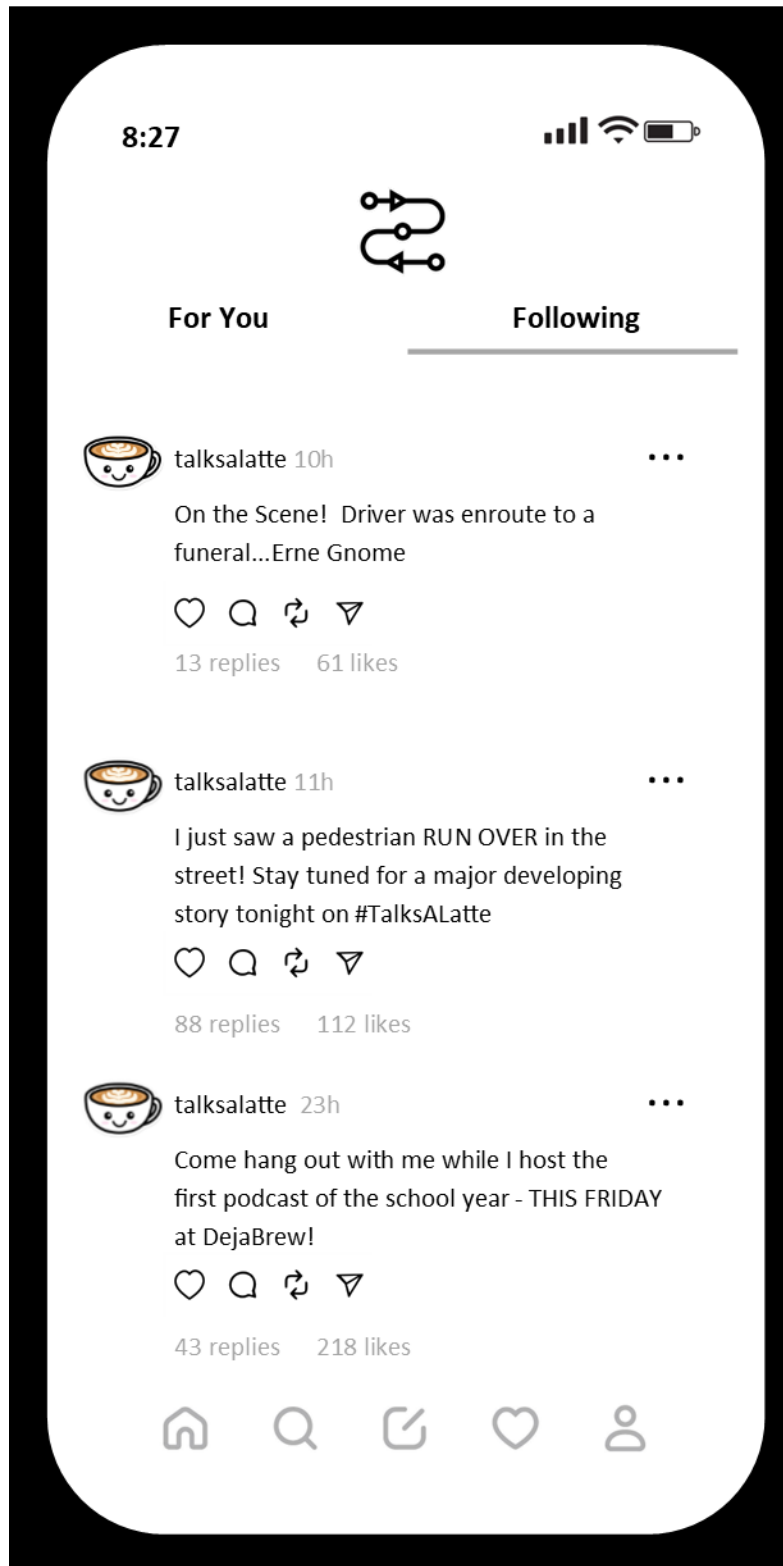 8:27
For You Following
talksalatte 10h
On the Scene!  Driver was enroute to a
funeral...Erne Gnome
13 replies 61 likes
talksalatte 11h
I just saw a pedestrian RUN OVER in the
street! Stay tuned for a major developing
story tonight on #TalksALatte
88 replies 112 likes
talksalatte 23h
Come hang out with me while I host the
first podcast of the school year - THIS FRIDAY
at DejaBrew!
43 replies 218 likes